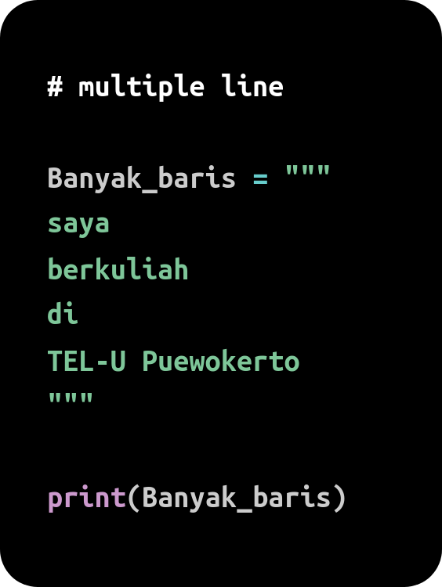 # multiple line
Banyak_baris = """
saya
berkuliah
di
TEL-U Puewokerto
"""
print(Banyak_baris)